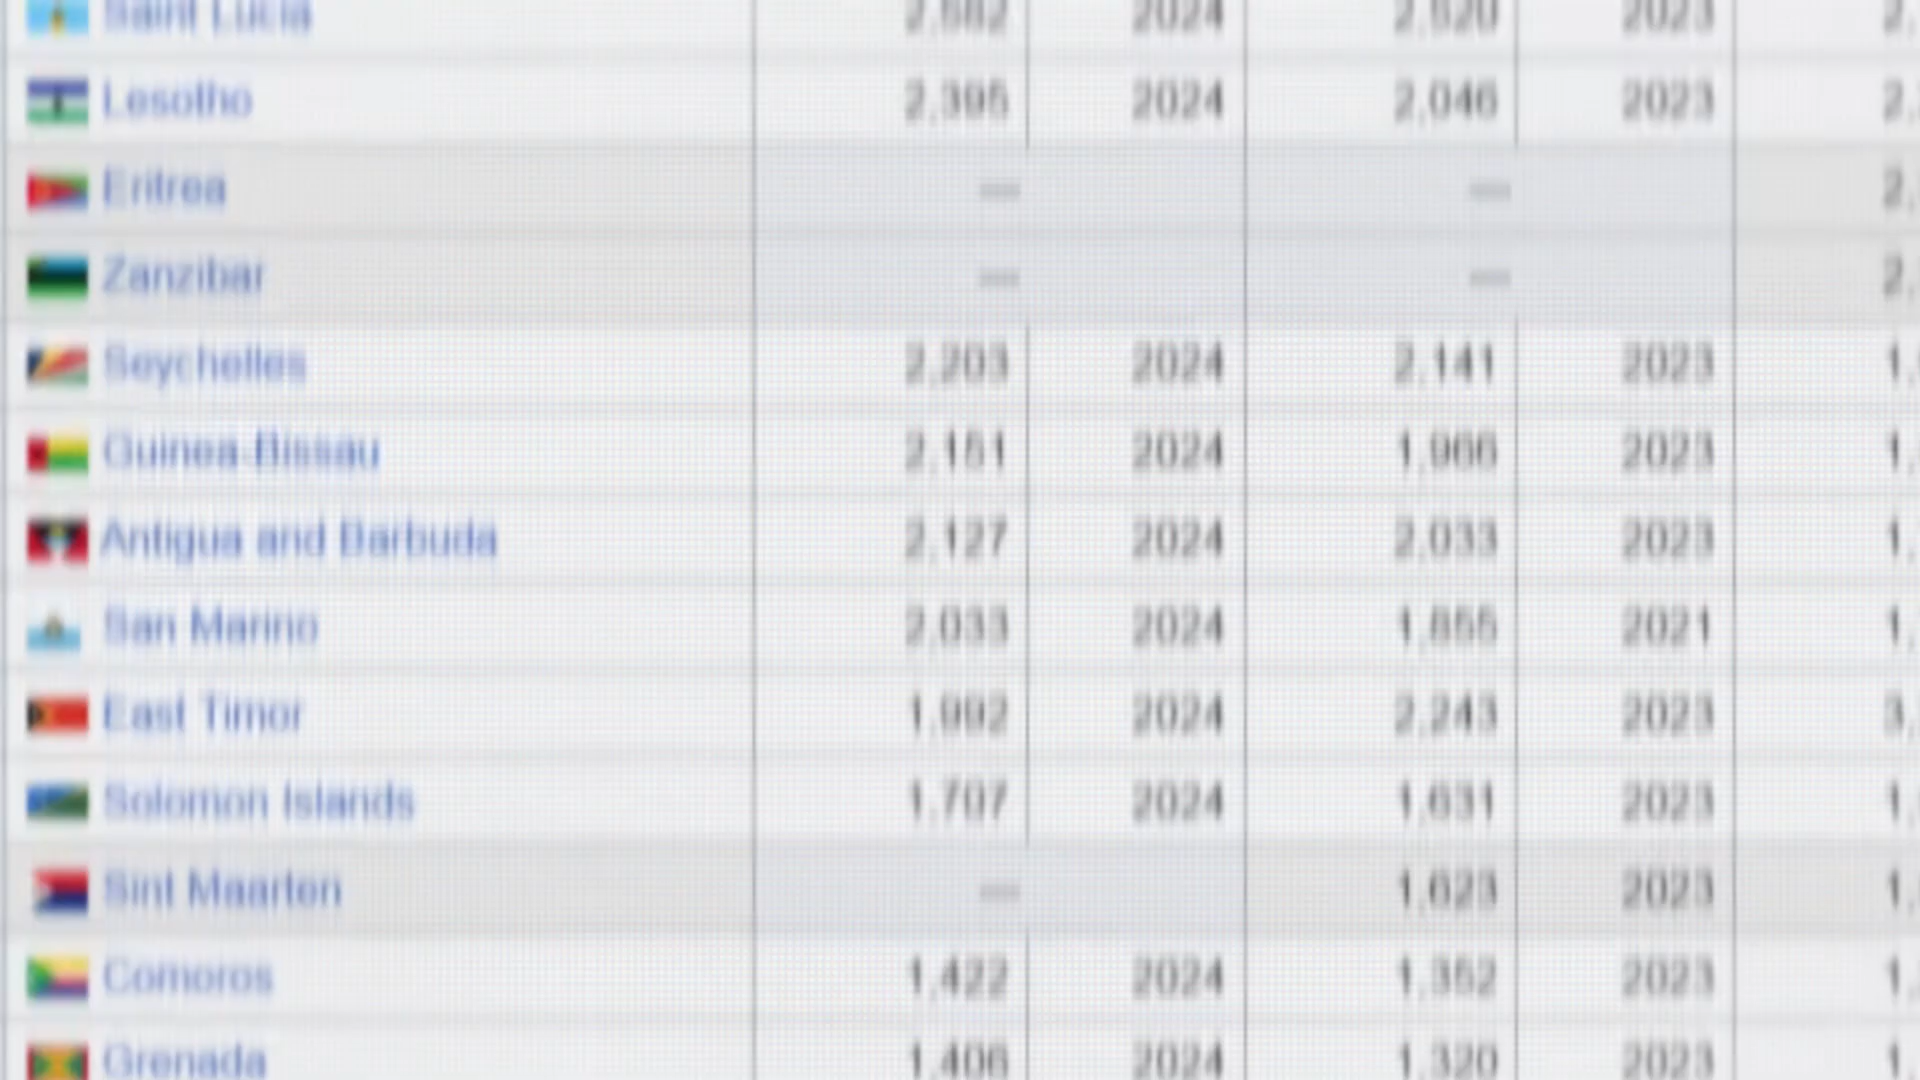 Saint Lucia 2,582 2024 2,520 2023 2,
Lesotho 2,395 2024 2,046 2023 2,
Eritrea — — 2,
Zanzibar — — 2,
Seychelles 2,203 2024 2,141 2023 1,
Guinea-Bissau 2,151 2024 1,966 2023 1,
Antigua and Barbuda 2,127 2024 2,033 2023 1,
San Marino 2,033 2024 1,855 2021 1,
East Timor 1,992 2024 2,243 2023 3,
Solomon Islands 1,707 2024 1,631 2023 1,
Sint Maarten — 1,623 2023 1,
Comoros 1,422 2024 1,352 2023 1,
Grenada 1,406 2024 1,320 2023 1,